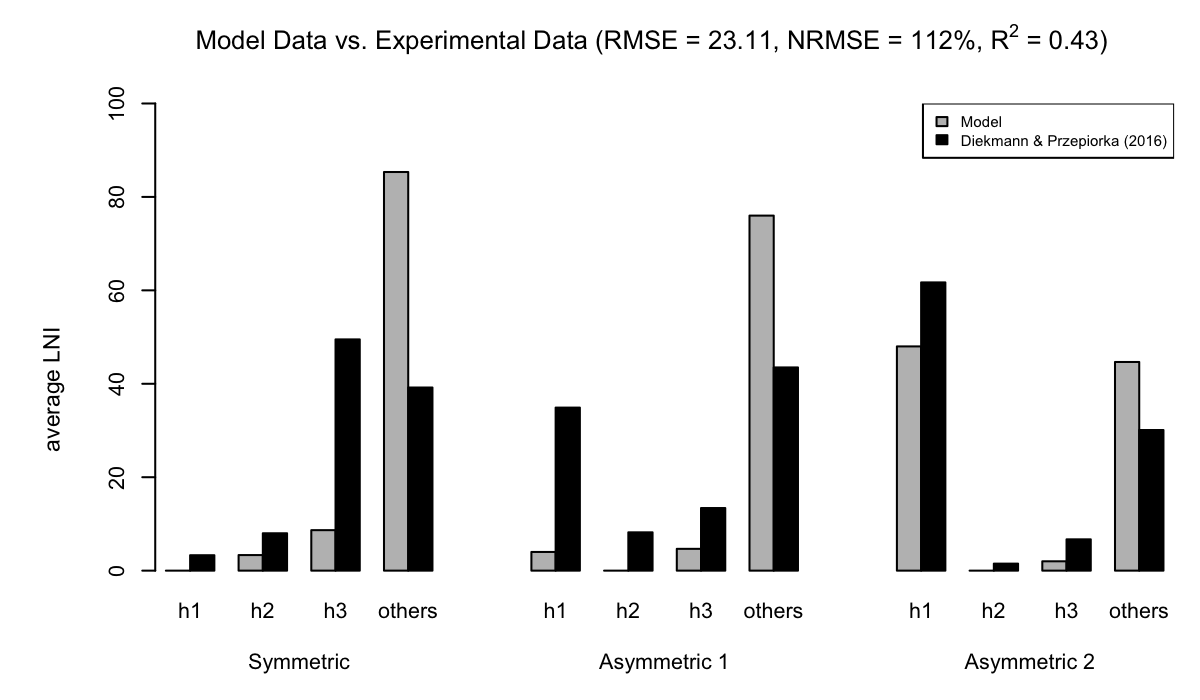 Model Data vs. Experimental Data (RMSE = 23.11, NRMSE = 112%, R² = 0.43)
Model
Diekmann & Przepiorka (2016)
average LNI
100
80
60
40
20
0
h1 h2 h3 others h1 h2 h3 others h1 h2 h3 others
Symmetric Asymmetric 1 Asymmetric 2